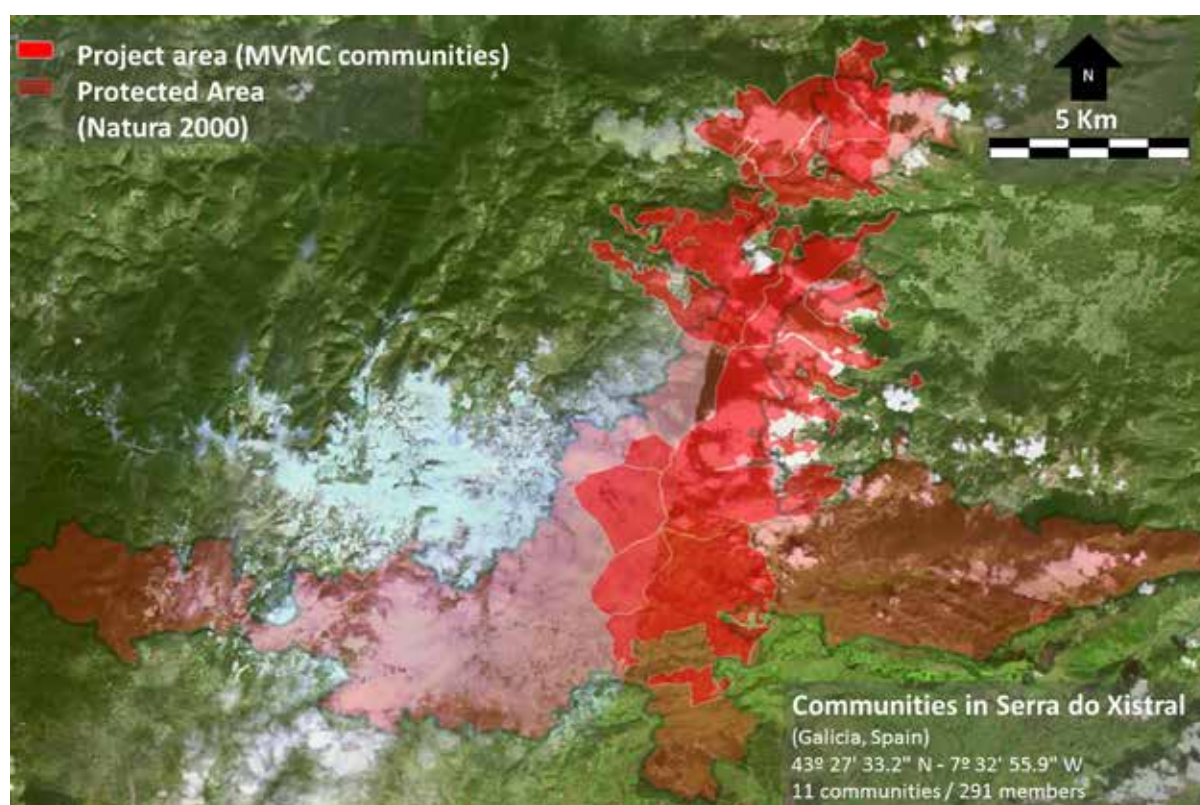 Project area (MVMC communities)
Protected Area
(Natura 2000)
N
5 Km
Communities in Serra do Xistral
(Galicia, Spain)
43º 27' 33.2" N - 7º 32' 55.9" W
11 communities / 291 members